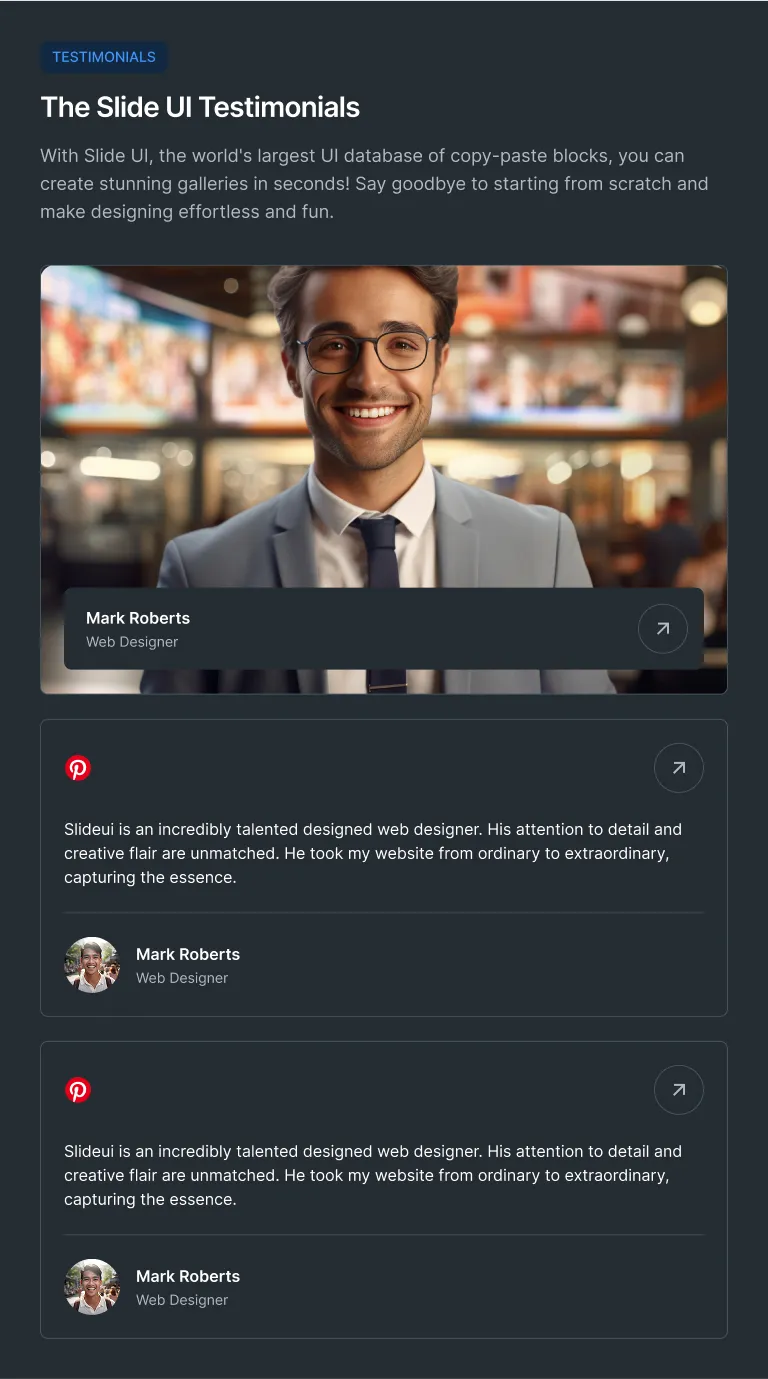 TESTIMONIALS
The Slide UI Testimonials
With Slide UI, the world's largest UI database of copy-paste blocks, you can
create stunning galleries in seconds! Say goodbye to starting from scratch and
make designing effortless and fun.
Mark Roberts
Web Designer
Slideui is an incredibly talented designed web designer. His attention to detail and
creative flair are unmatched. He took my website from ordinary to extraordinary,
capturing the essence.
Mark Roberts
Web Designer
Slideui is an incredibly talented designed web designer. His attention to detail and
creative flair are unmatched. He took my website from ordinary to extraordinary,
capturing the essence.
Mark Roberts
Web Designer